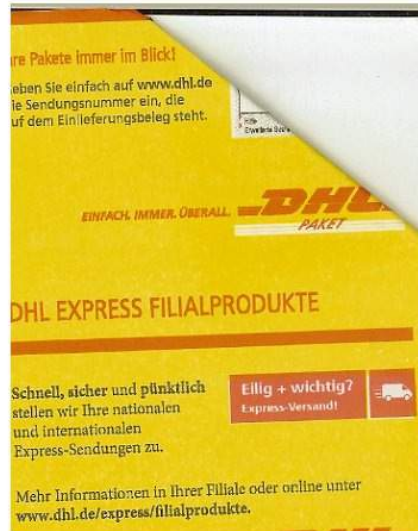 re Pakete immer im Blick!
eben Sie einfach auf www.dhl.de
ie Sendungsnummer ein, die
uf dem Einlieferungsbeleg steht.
EINFACH. IMMER. ÜBERALL.
DHL
PAKET
DHL EXPRESS FILIALPRODUKTE
Schnell, sicher und pünktlich
stellen wir Ihre nationalen
und internationalen
Express-Sendungen zu.
Eilig + wichtig?
Express-Versand!
Mehr Informationen in Ihrer Filiale oder online unter
www.dhl.de/express/filialprodukte.